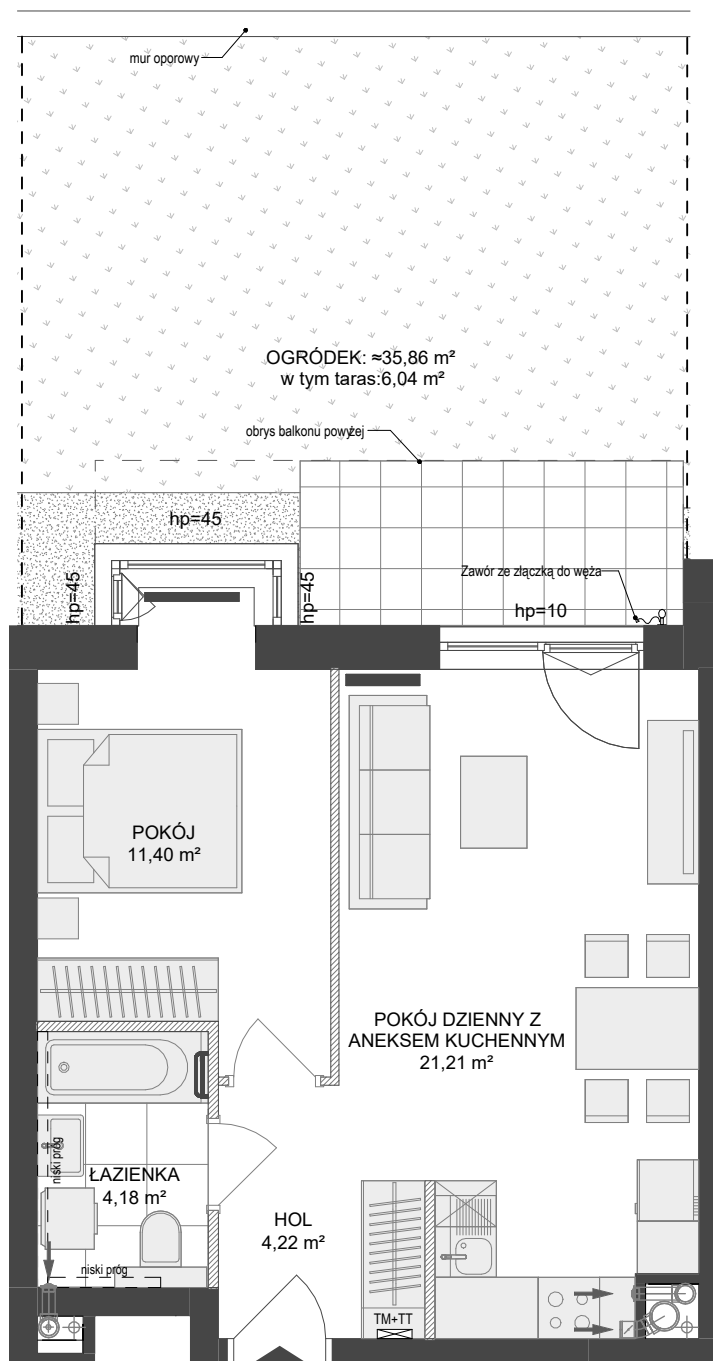 mur oporowy
OGRÓDEK: ≈35,86 m²
w tym taras:6,04 m²
obrys balkonu powyżej
hp=45
hp=45
hp=45
Zawór ze złączką do węża
hp=10
POKÓJ
11,40 m²
POKÓJ DZIENNY Z
ANEKSEM KUCHENNYM
21,21 m²
niski próg
ŁAZIENKA
4,18 m²
HOL
4,22 m²
niski próg
TM+TT